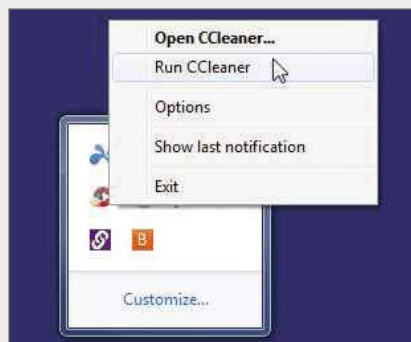 Open CCleaner...
Run CCleaner
Options
Show last notification
Exit
B
Customize...